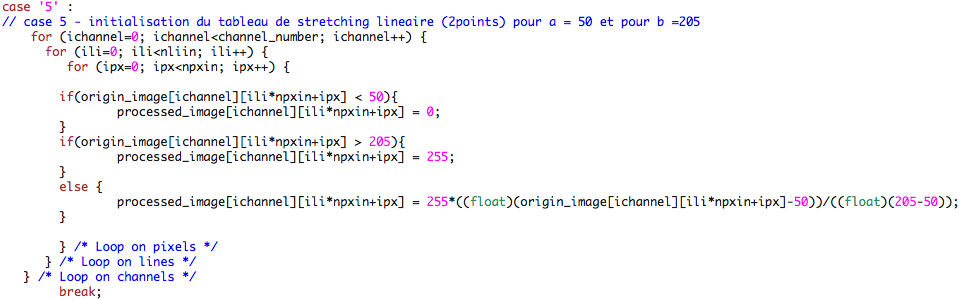 case '5' :
// case 5 - initialisation du tableau de stretching lineaire (2points) pour a = 50 et pour b =205
for (ichannel=0; ichannel<channel_number; ichannel++) {
for (ili=0; ili<nliin; ili++) {
for (ipx=0; ipx<npxin; ipx++) {
if(origin_image[ichannel][ili*npxin+ipx] < 50){
processed_image[ichannel][ili*npxin+ipx] = 0;
}
if(origin_image[ichannel][ili*npxin+ipx] > 205){
processed_image[ichannel][ili*npxin+ipx] = 255;
}
else {
processed_image[ichannel][ili*npxin+ipx] = 255*((float)(origin_image[ichannel][ili*npxin+ipx]-50))/((float)(205-50));
}
} /* Loop on pixels */
} /* Loop on lines */
} /* Loop on channels */
break;